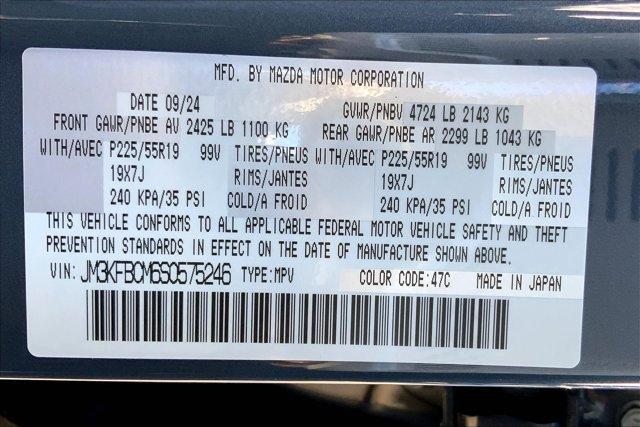 MFD. BY MAZDA MOTOR CORPORATION
DATE 09/24 GVWR/PNBV 4724 LB 2143 KG
FRONT GAWR/PNBE AV 2425 LB 1100 KG REAR GAWR/PNBE AR 2299 LB 1043 KG
WITH/AVEC P225/55R19 99V TIRES/PNEUS WITH/AVEC P225/55R19 99V TIRES/PNEUS
19X7J RIMS/JANTES 19X7J RIMS/JANTES
240 KPA/35 PSI COLD/A FROID 240 KPA/35 PSI COLD/A FROID
THIS VEHICLE CONFORMS TO ALL APPLICABLE FEDERAL MOTOR VEHICLE SAFETY AND THEFT
PREVENTION STANDARDS IN EFFECT ON THE DATE OF MANUFACTURE SHOWN ABOVE.
VIN: JM3KFBCM6S0575246 TYPE:MPV COLOR CODE:47C MADE IN JAPAN